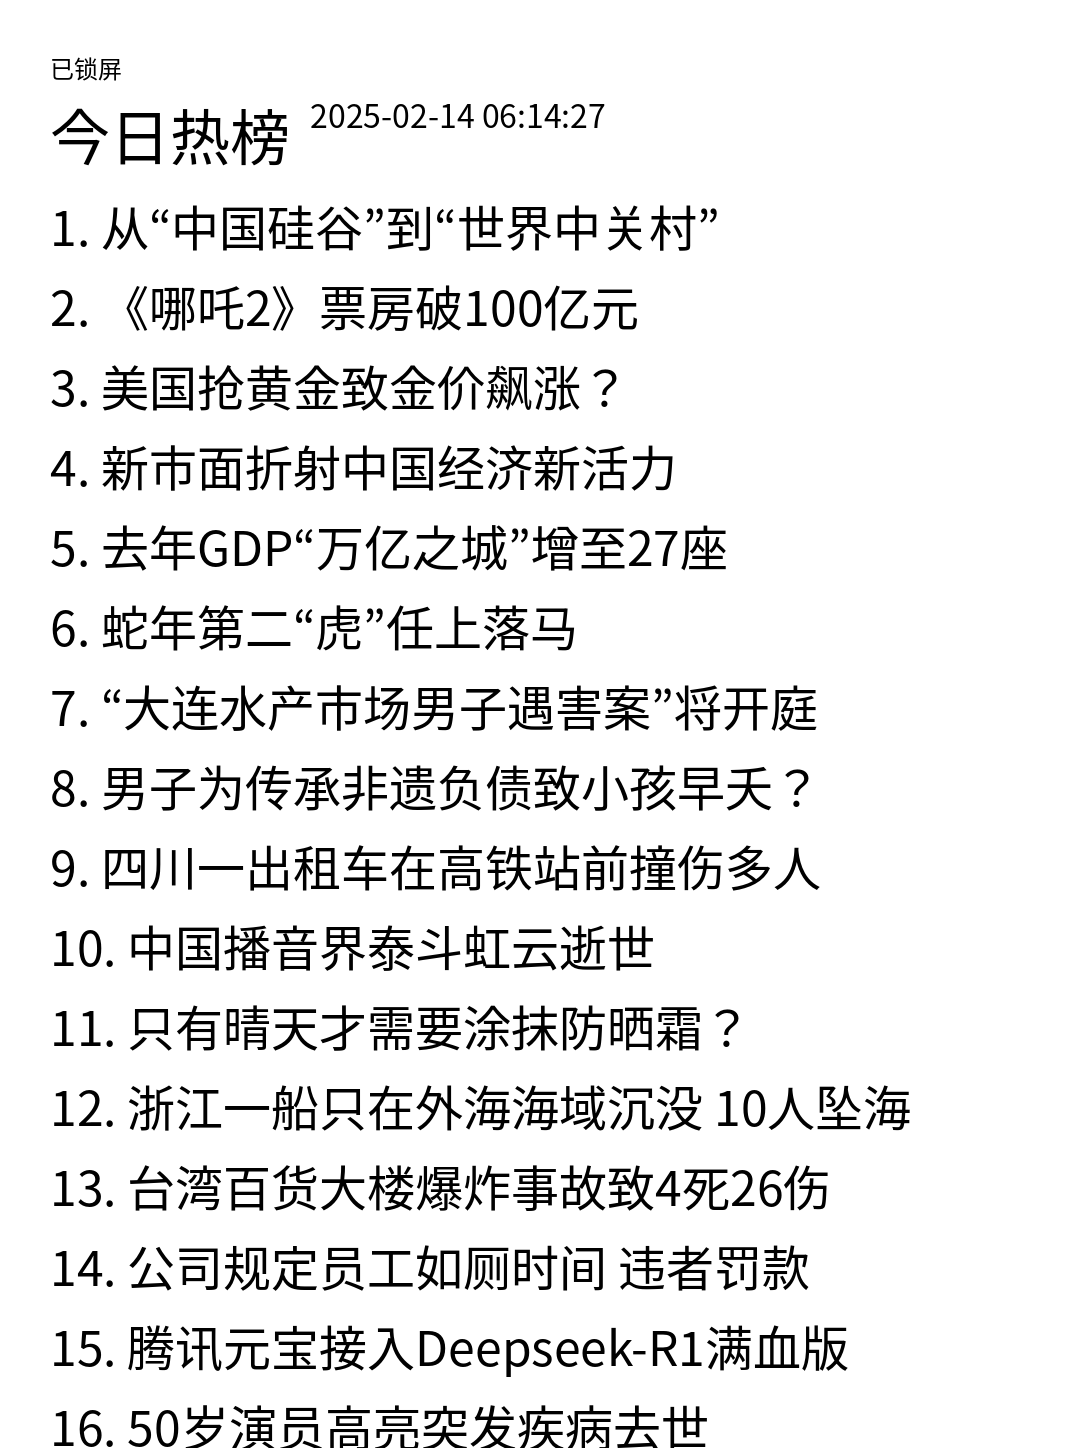 已锁屏
今日热榜 2025-02-14 06:14:27
1. 从“中国硅谷”到“世界中关村”
2. 《哪吒2》票房破100亿元
3. 美国抢黄金致金价飙涨？
4. 新市面折射中国经济新活力
5. 去年GDP“万亿之城”增至27座
6. 蛇年第二“虎”任上落马
7. “大连水产市场男子遇害案”将开庭
8. 男子为传承非遗负债致小孩早夭？
9. 四川一出租车在高铁站前撞伤多人
10. 中国播音界泰斗虹云逝世
11. 只有晴天才需要涂抹防晒霜？
12. 浙江一船只在外海海域沉没 10人坠海
13. 台湾百货大楼爆炸事故致4死26伤
14. 公司规定员工如厕时间 违者罚款
15. 腾讯元宝接入Deepseek-R1满血版
16. 50岁演员高亮突发疾病去世